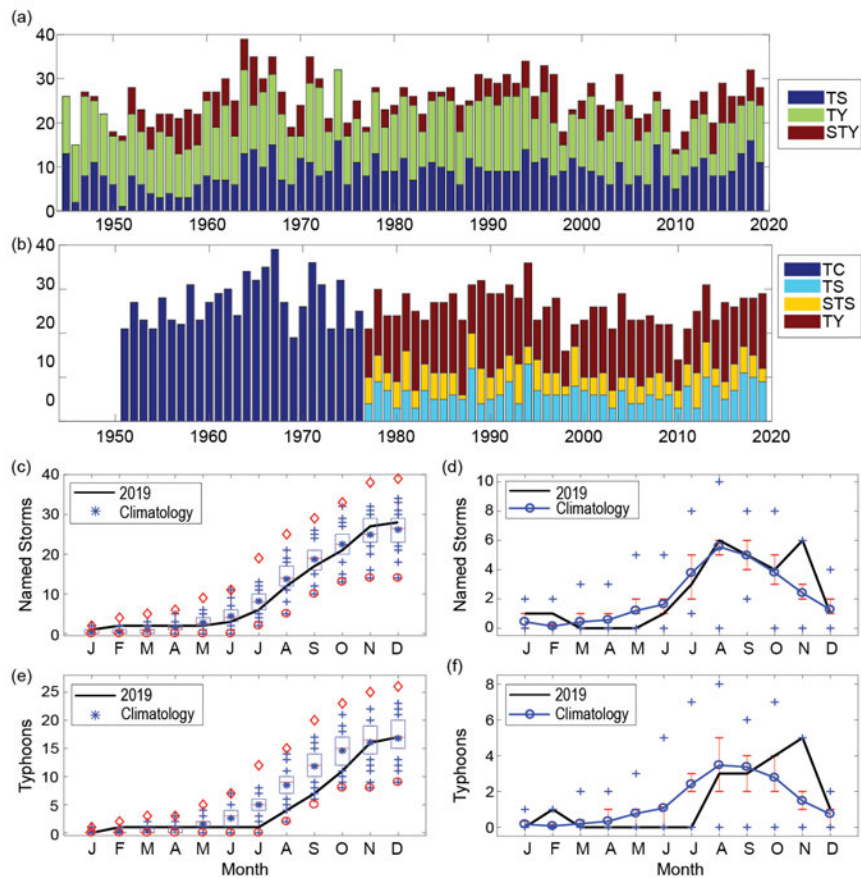 (a)
40
30
20
10
0
1950 1960 1970 1980 1990 2000 2010 2020
TS
TY
STY
(b)
40
30
20
10
0
1950 1960 1970 1980 1990 2000 2010 2020
TC
TS
STS
TY
(c)
Named Storms
40
30
20
10
0
2019
Climatology
J F M A M J J A S O N D
(d)
Named Storms
10
8
6
4
2
0
2019
Climatology
J F M A M J J A S O N D
(e)
Typhoons
25
20
15
10
5
0
2019
Climatology
J F M A M J J A S O N D
Month
(f)
Typhoons
8
6
4
2
0
2019
Climatology
J F M A M J J A S O N D
Month